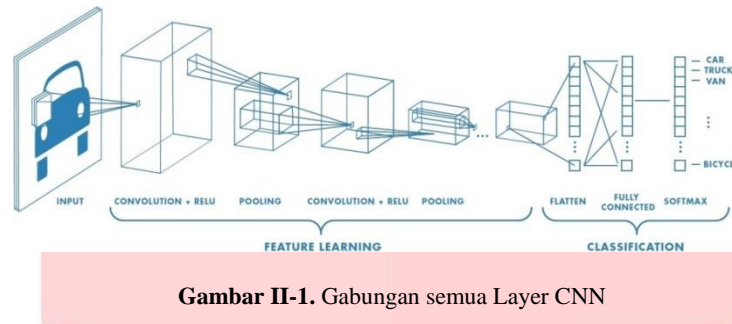 CAR
TRUCK
VAN
BICYCLE
INPUT CONVOLUTION + RELU POOLING CONVOLUTION + RELU POOLING FLATTEN FULLY CONNECTED SOFTMAX
FEATURE LEARNING CLASSIFICATION
Gambar II-1. Gabungan semua Layer CNN